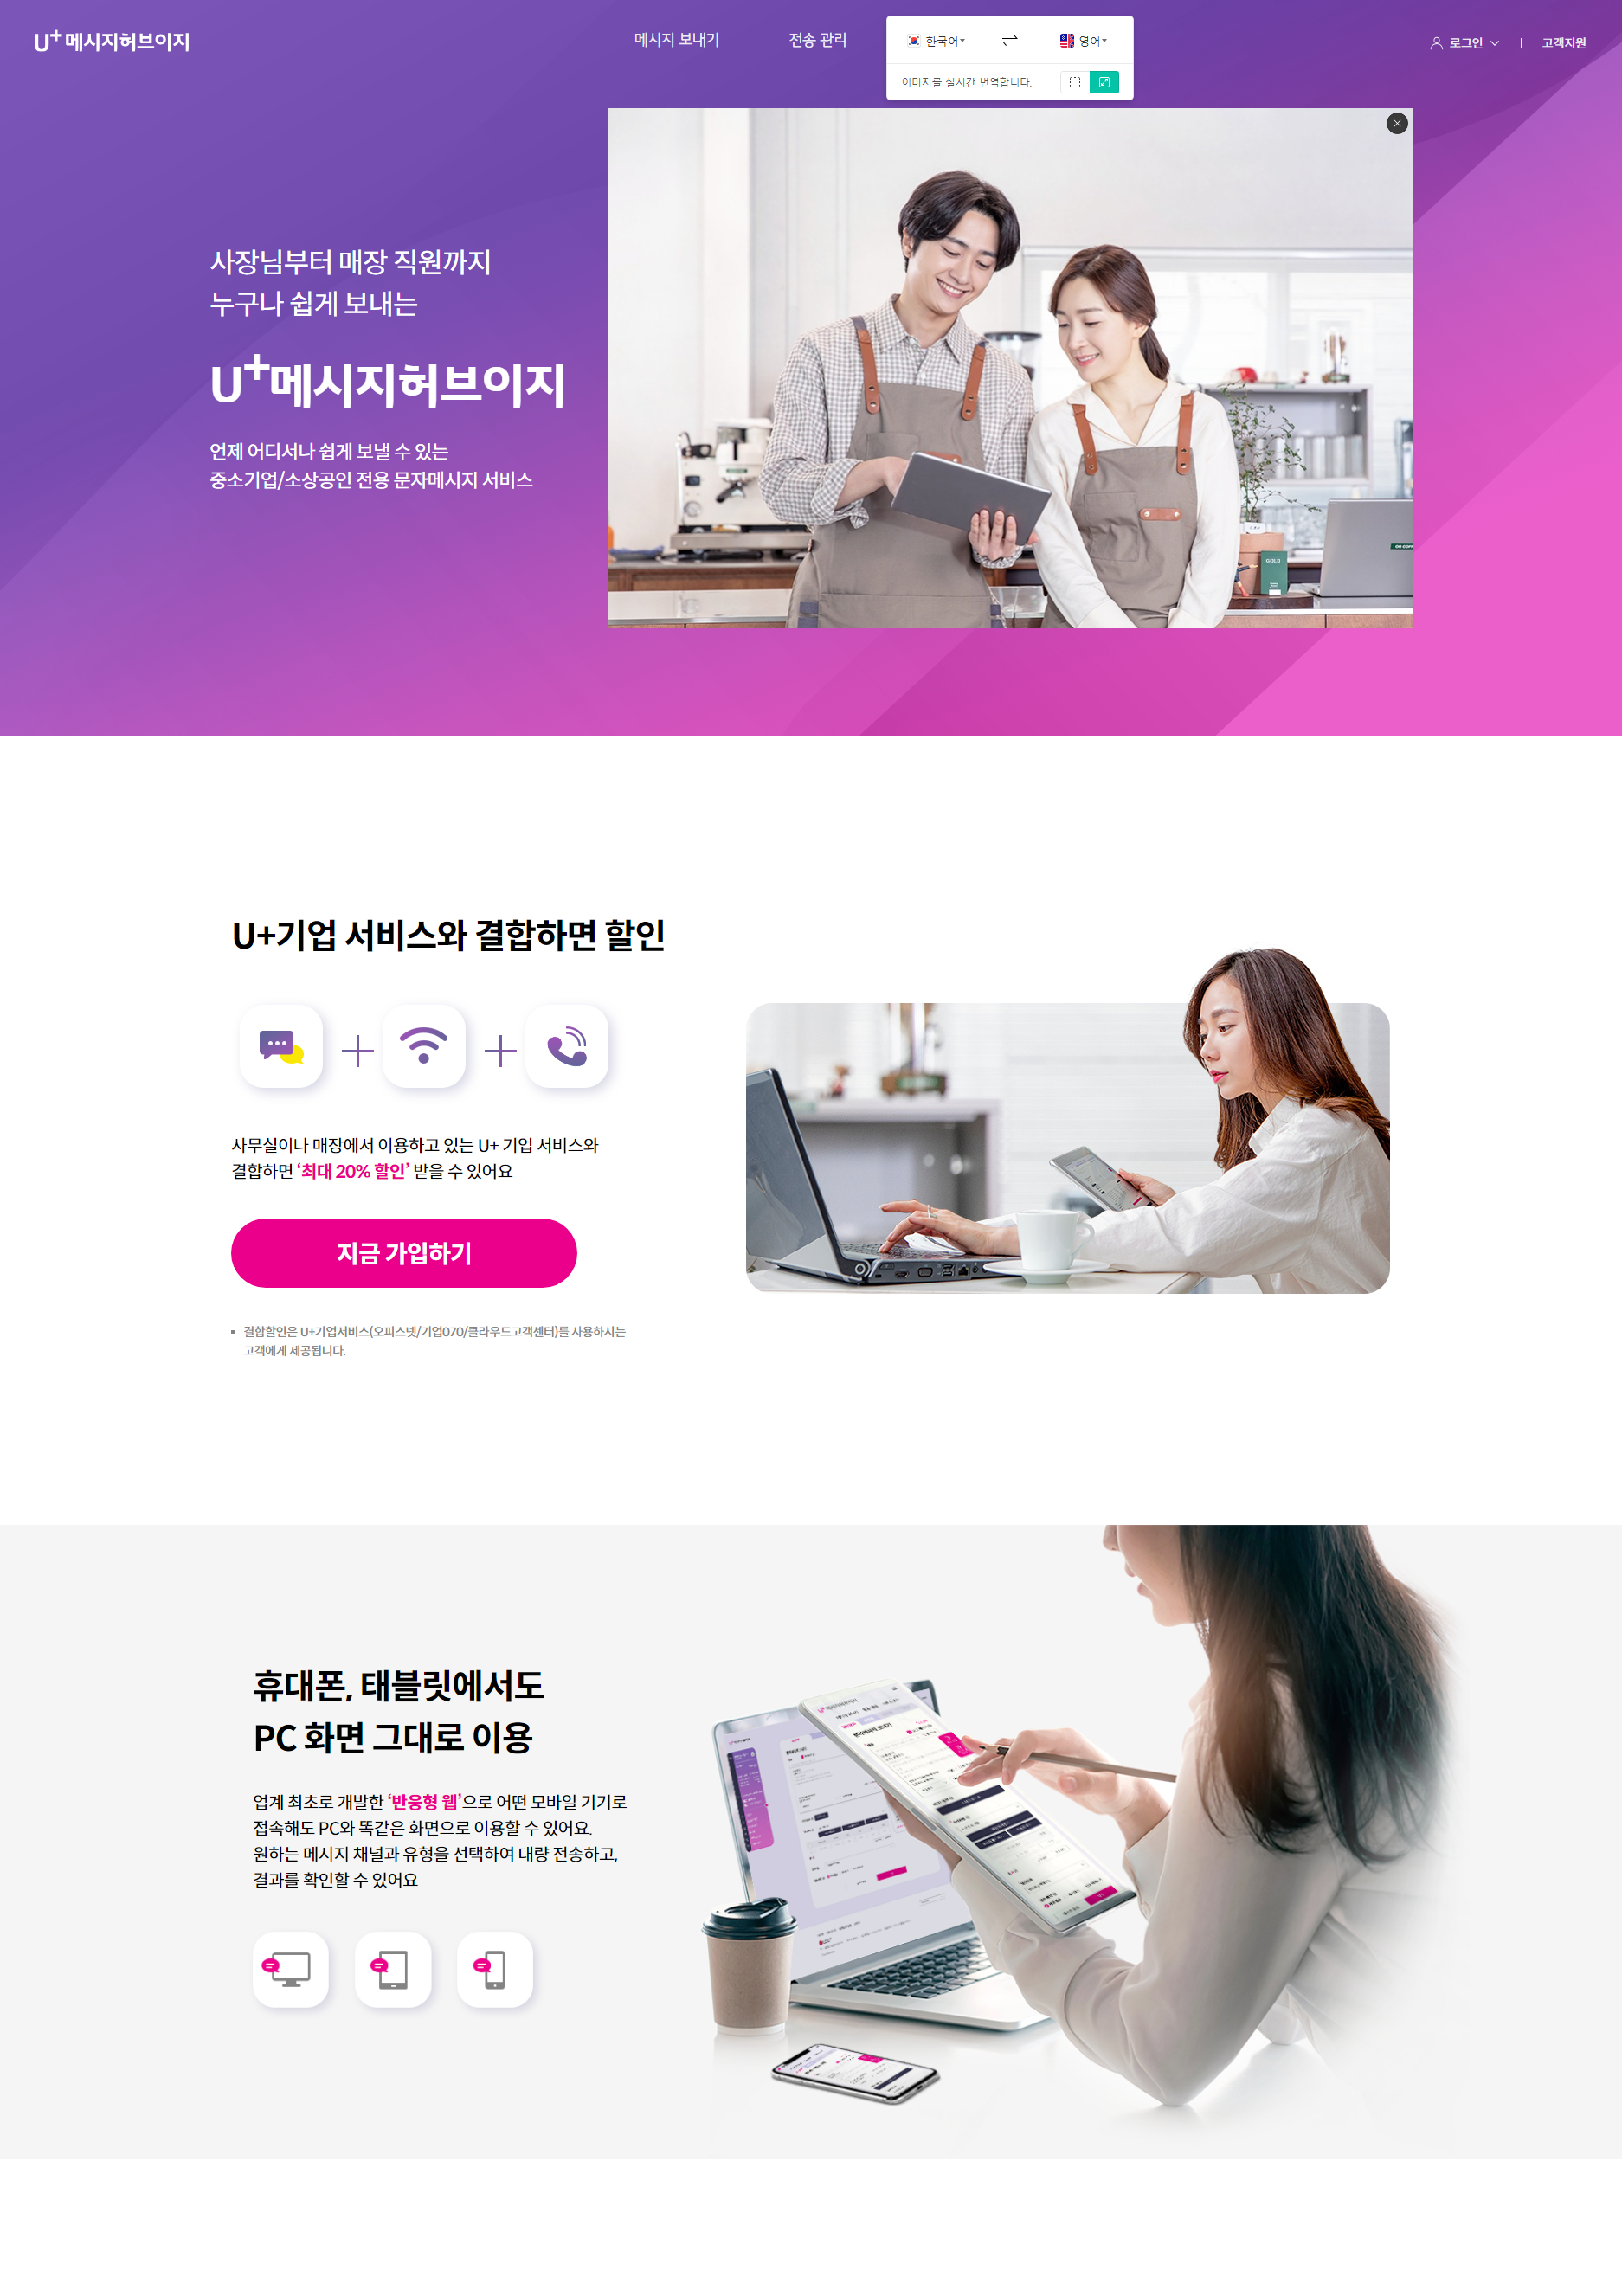 U+ 메시지허브이지
메시지 보내기
전송 관리
한국어
영어
이미지를 실시간 번역합니다.
로그인
고객지원
사장님부터 매장 직원까지
누구나 쉽게 보내는
U+메시지허브이지
언제 어디서나 쉽게 보낼 수 있는
중소기업/소상공인 전용 문자메시지 서비스
U+기업 서비스와 결합하면 할인
사무실이나 매장에서 이용하고 있는 U+ 기업 서비스와
결합하면 ‘최대 20% 할인’ 받을 수 있어요
지금 가입하기
결합할인은 U+기업서비스(오피스넷/기업070/클라우드고객센터)를 사용하시는
고객에게 제공됩니다.
휴대폰, 태블릿에서도
PC 화면 그대로 이용
업계 최초로 개발한 ‘반응형 웹’으로 어떤 모바일 기기로
접속해도 PC와 똑같은 화면으로 이용할 수 있어요.
원하는 메시지 채널과 유형을 선택하여 대량 전송하고,
결과를 확인할 수 있어요